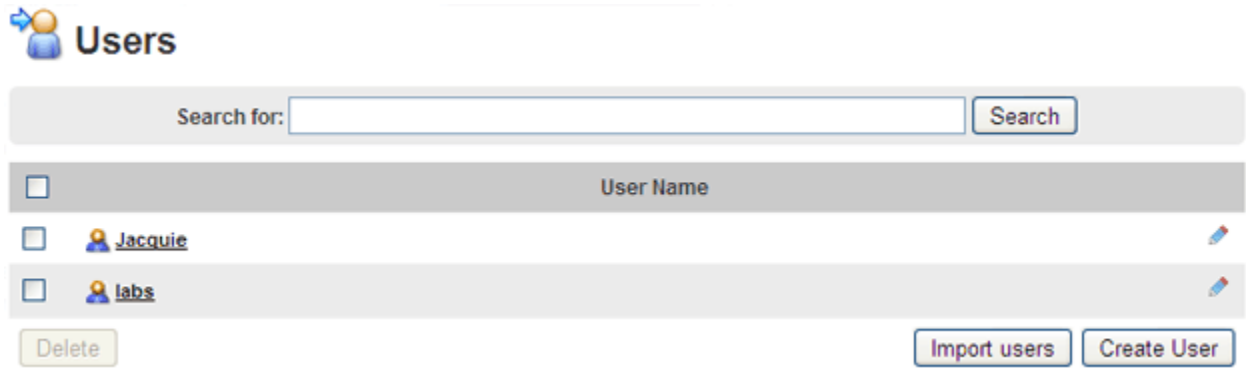 Users
Search for: Search
User Name
Jacquie
labs
Delete Import users Create User